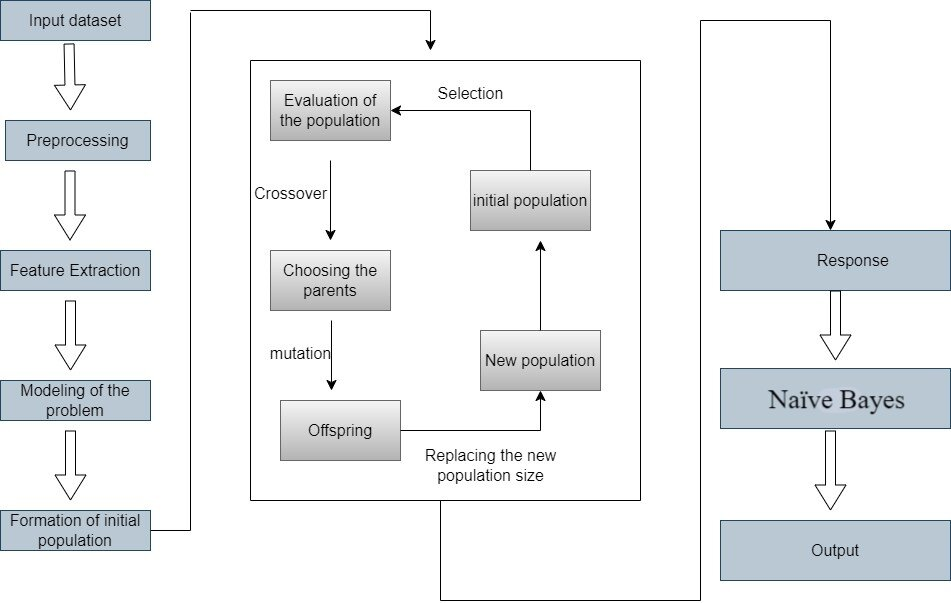 Input dataset
Preprocessing
Feature Extraction
Modeling of the
problem
Formation of initial
population
Evaluation of
the population
Selection
Crossover
initial population
Choosing the
parents
mutation
New population
Offspring
Replacing the new
population size
Response
Naïve Bayes
Output